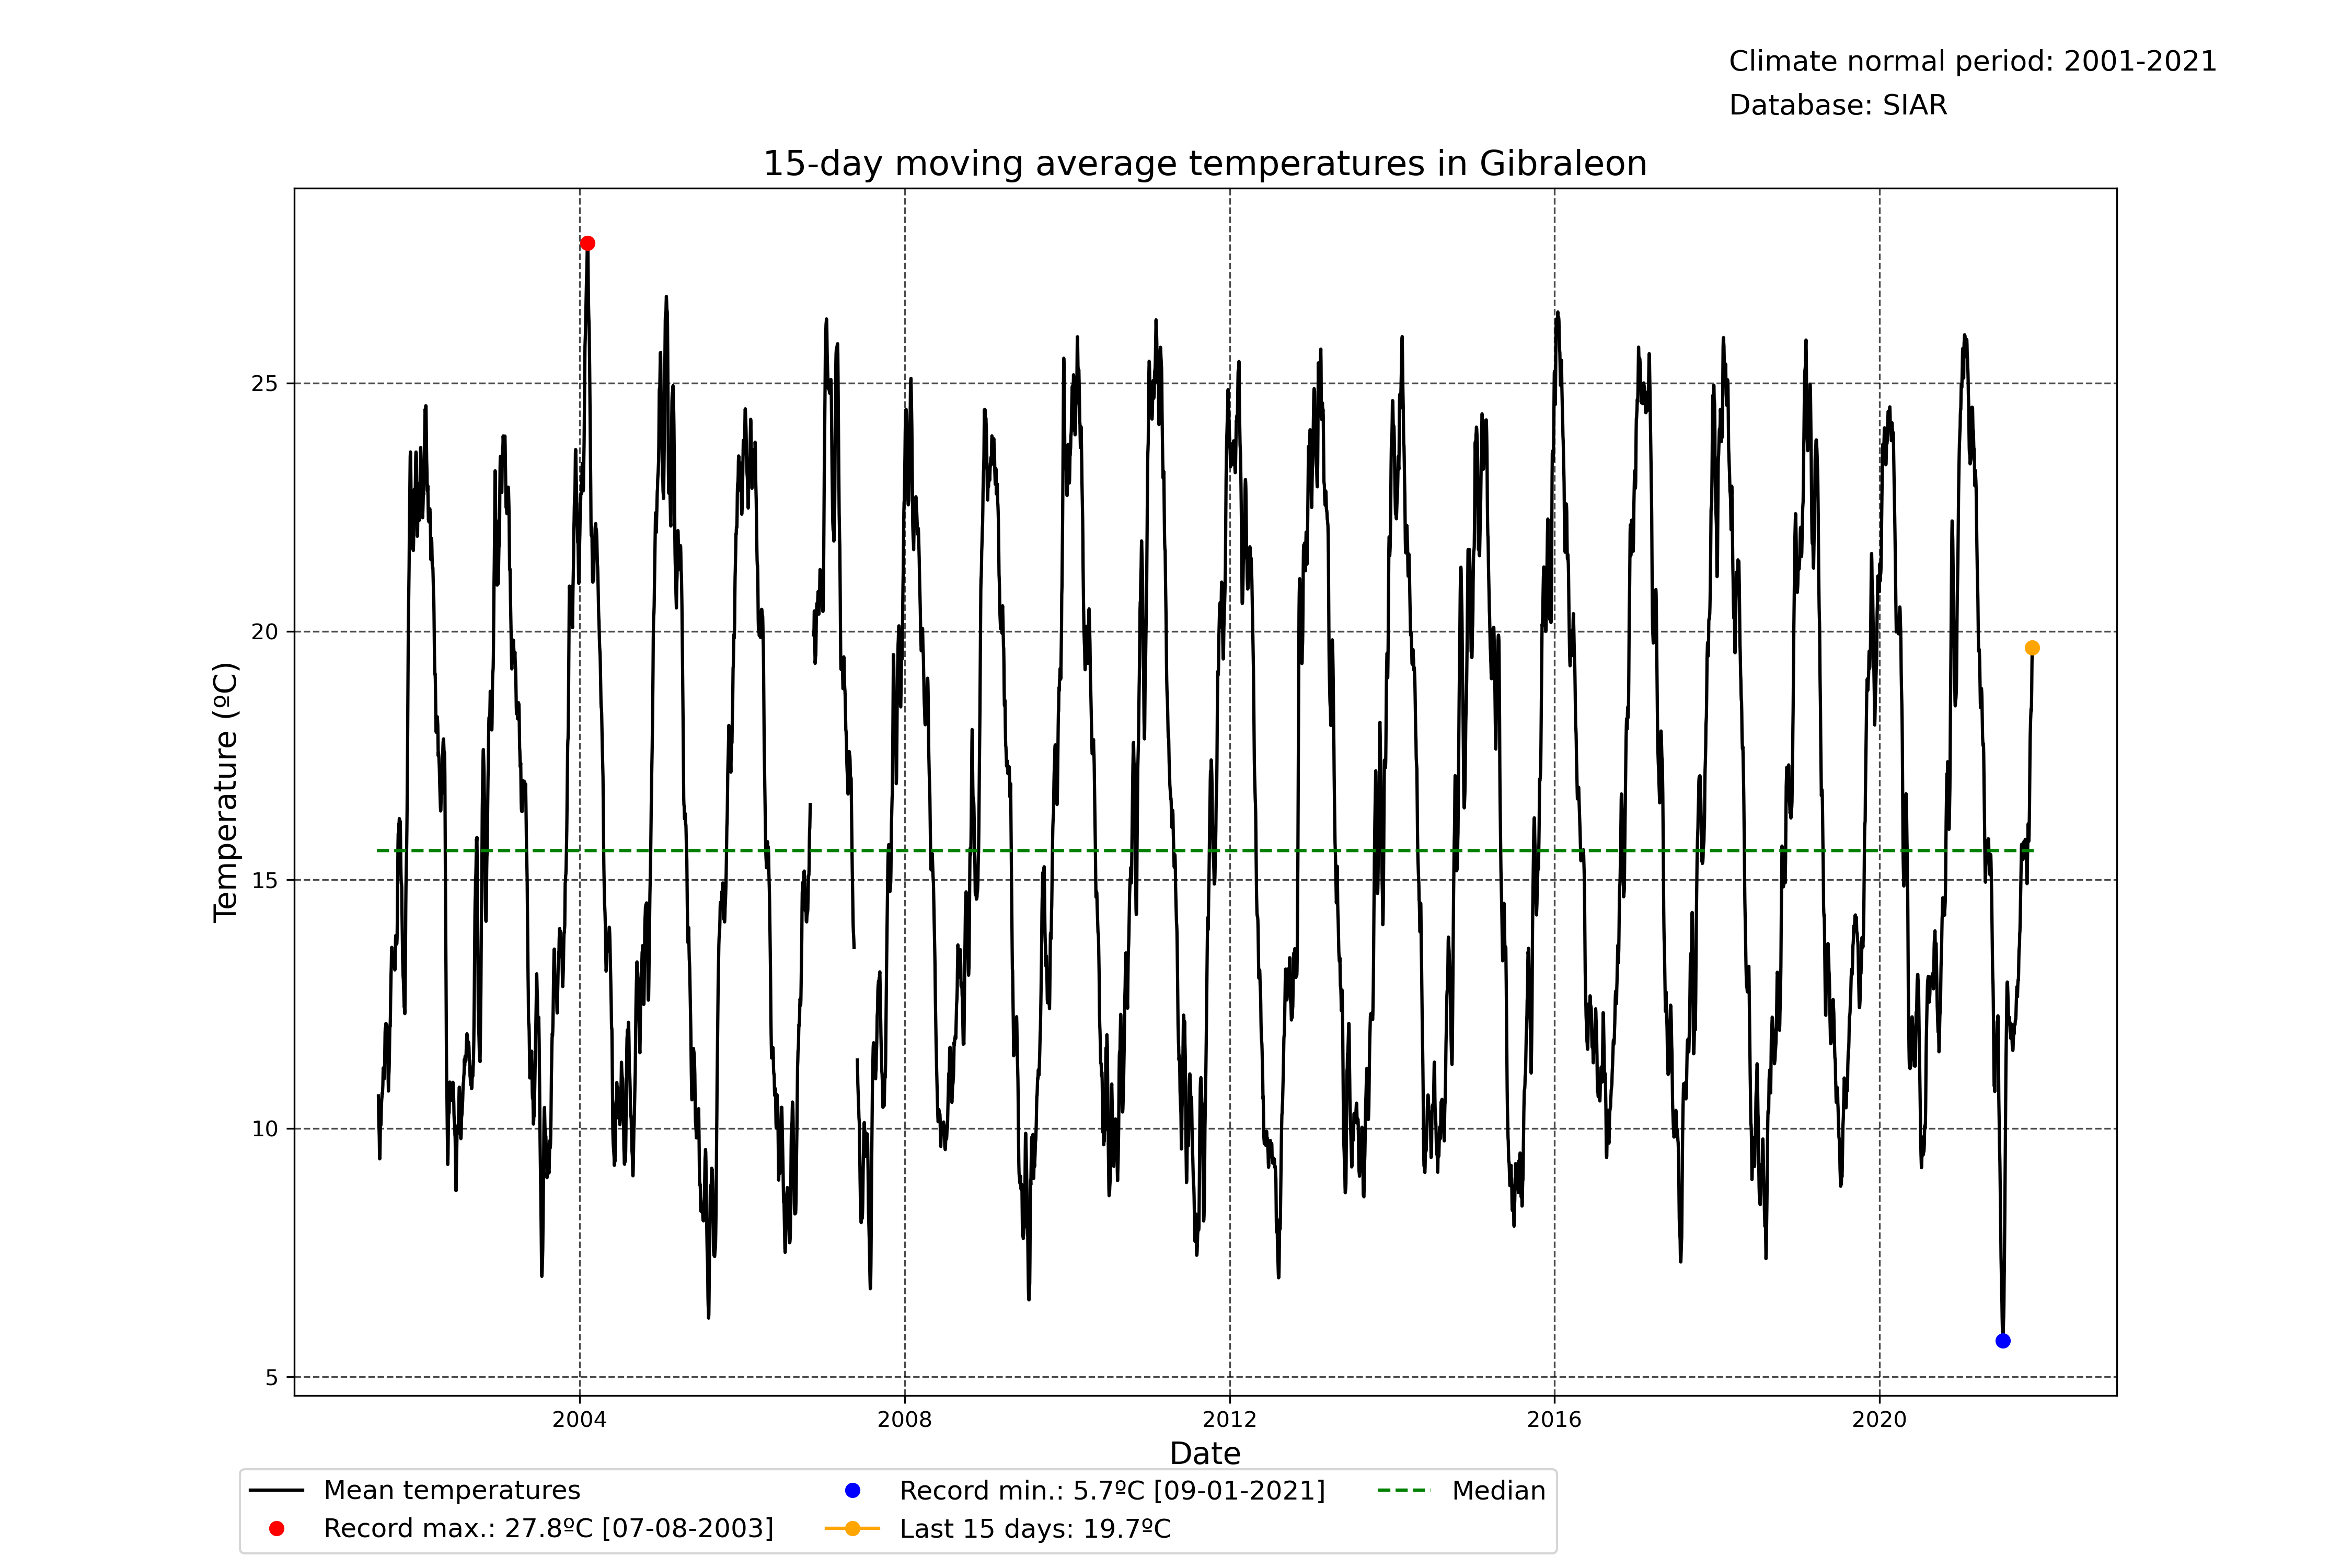 Climate normal period: 2001-2021
Database: SIAR
15-day moving average temperatures in Gibraleon
25
20
15
10
5
Temperature (ºC)
2004 2008 2012 2016 2020
Date
Mean temperatures
Record max.: 27.8ºC [07-08-2003]
Record min.: 5.7ºC [09-01-2021]
Last 15 days: 19.7ºC
Median